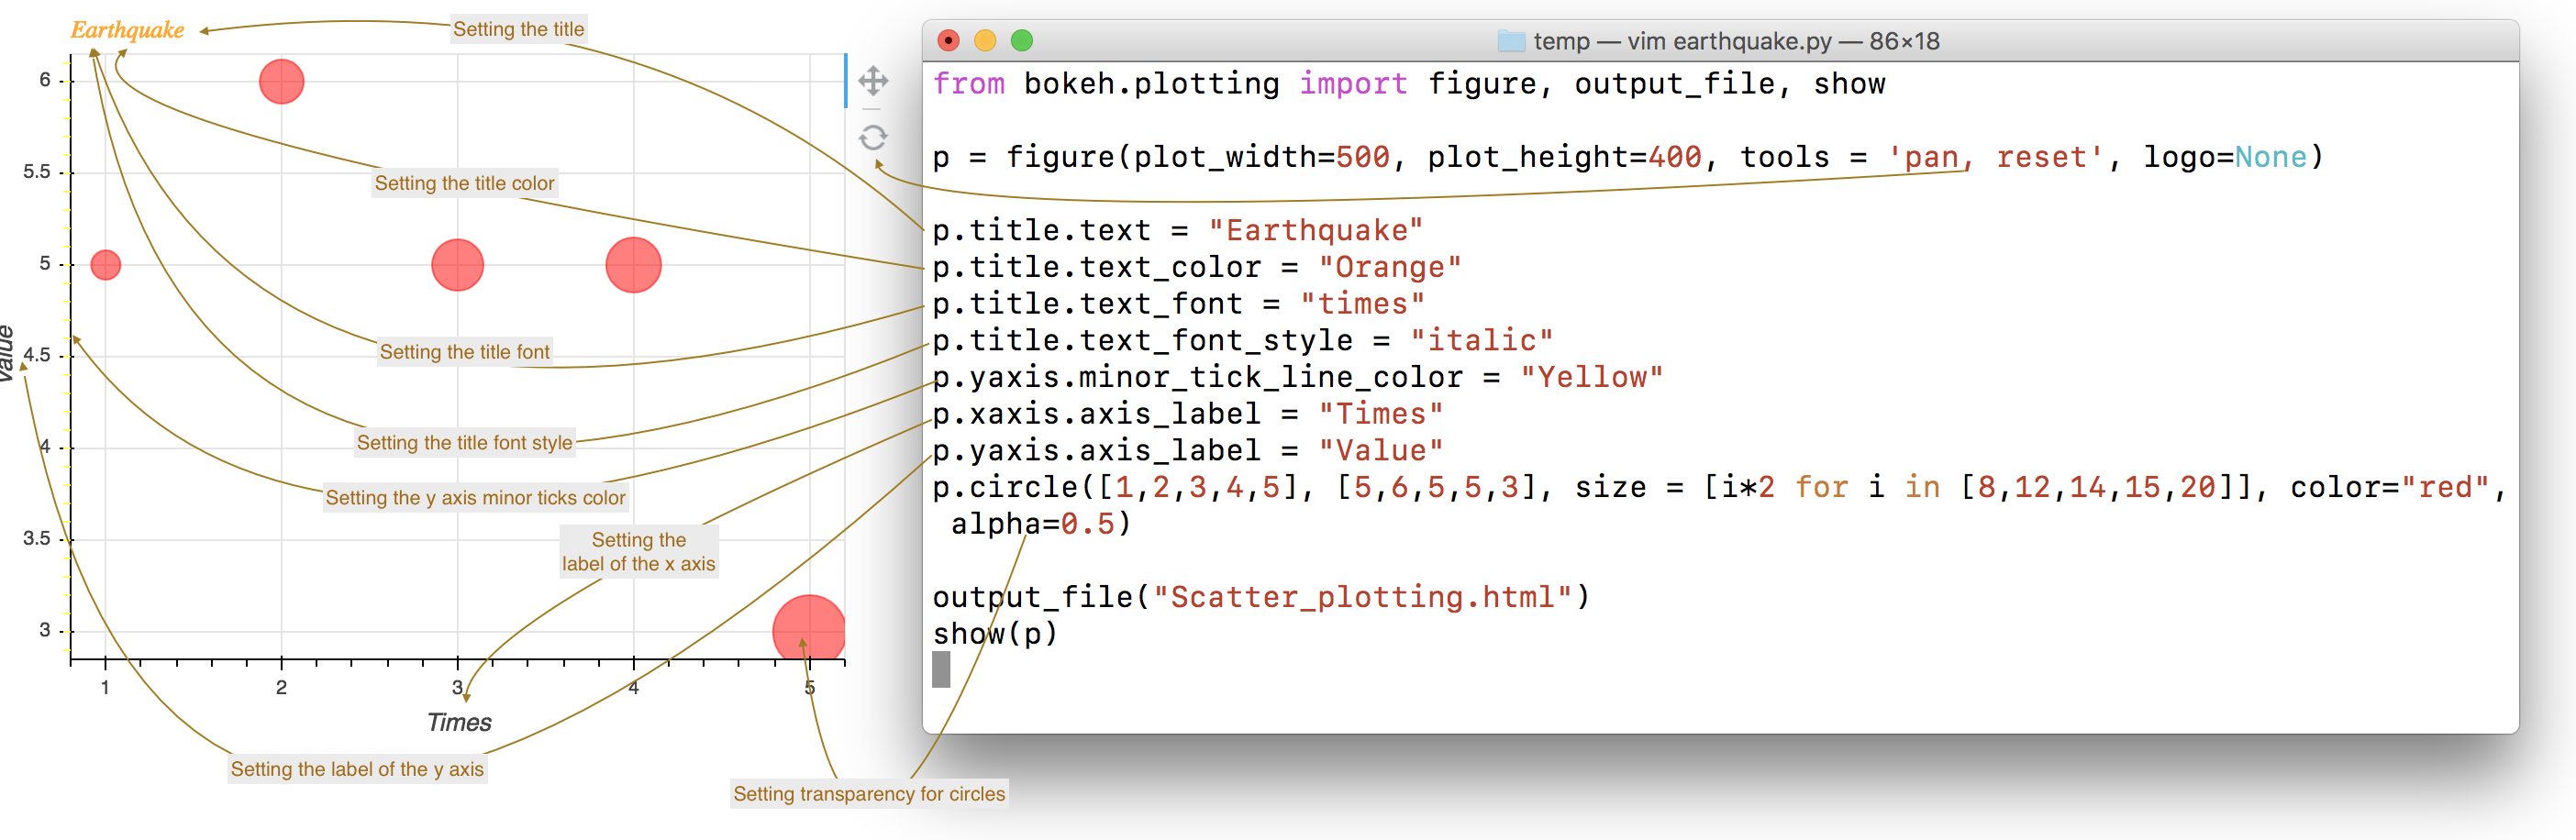 Earthquake
Setting the title
6
5.5
Setting the title color
5
Value
4.5
Setting the title font
4
Setting the title font style
Setting the y axis minor ticks color
3.5
Setting the
label of the x axis
3
1 2 3 4 5
Times
Setting the label of the y axis
Setting transparency for circles
temp — vim earthquake.py — 86×18
from bokeh.plotting import figure, output_file, show
p = figure(plot_width=500, plot_height=400, tools = 'pan, reset', logo=None)
p.title.text = "Earthquake"
p.title.text_color = "Orange"
p.title.text_font = "times"
p.title.text_font_style = "italic"
p.yaxis.minor_tick_line_color = "Yellow"
p.xaxis.axis_label = "Times"
p.yaxis.axis_label = "Value"
p.circle([1,2,3,4,5], [5,6,5,5,3], size = [i*2 for i in [8,12,14,15,20]], color="red",
alpha=0.5)
output_file("Scatter_plotting.html")
show(p)